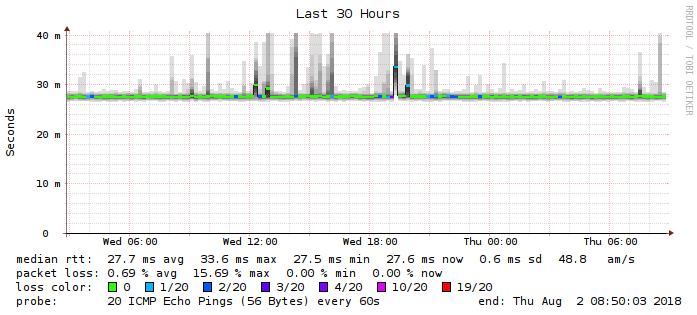 Last 30 Hours
RRDTOOL / TOBI OETIKER
Seconds
40 m
30 m
20 m
10 m
0
Wed 06:00 Wed 12:00 Wed 18:00 Thu 00:00 Thu 06:00
median rtt: 27.7 ms avg 33.6 ms max 27.5 ms min 27.6 ms now 0.6 ms sd 48.8 am/s
packet loss: 0.69 % avg 15.69 % max 0.00 % min 0.00 % now
loss color: 0 1/20 2/20 3/20 4/20 10/20 19/20
probe: 20 ICMP Echo Pings (56 Bytes) every 60s end: Thu Aug 2 08:50:03 2018